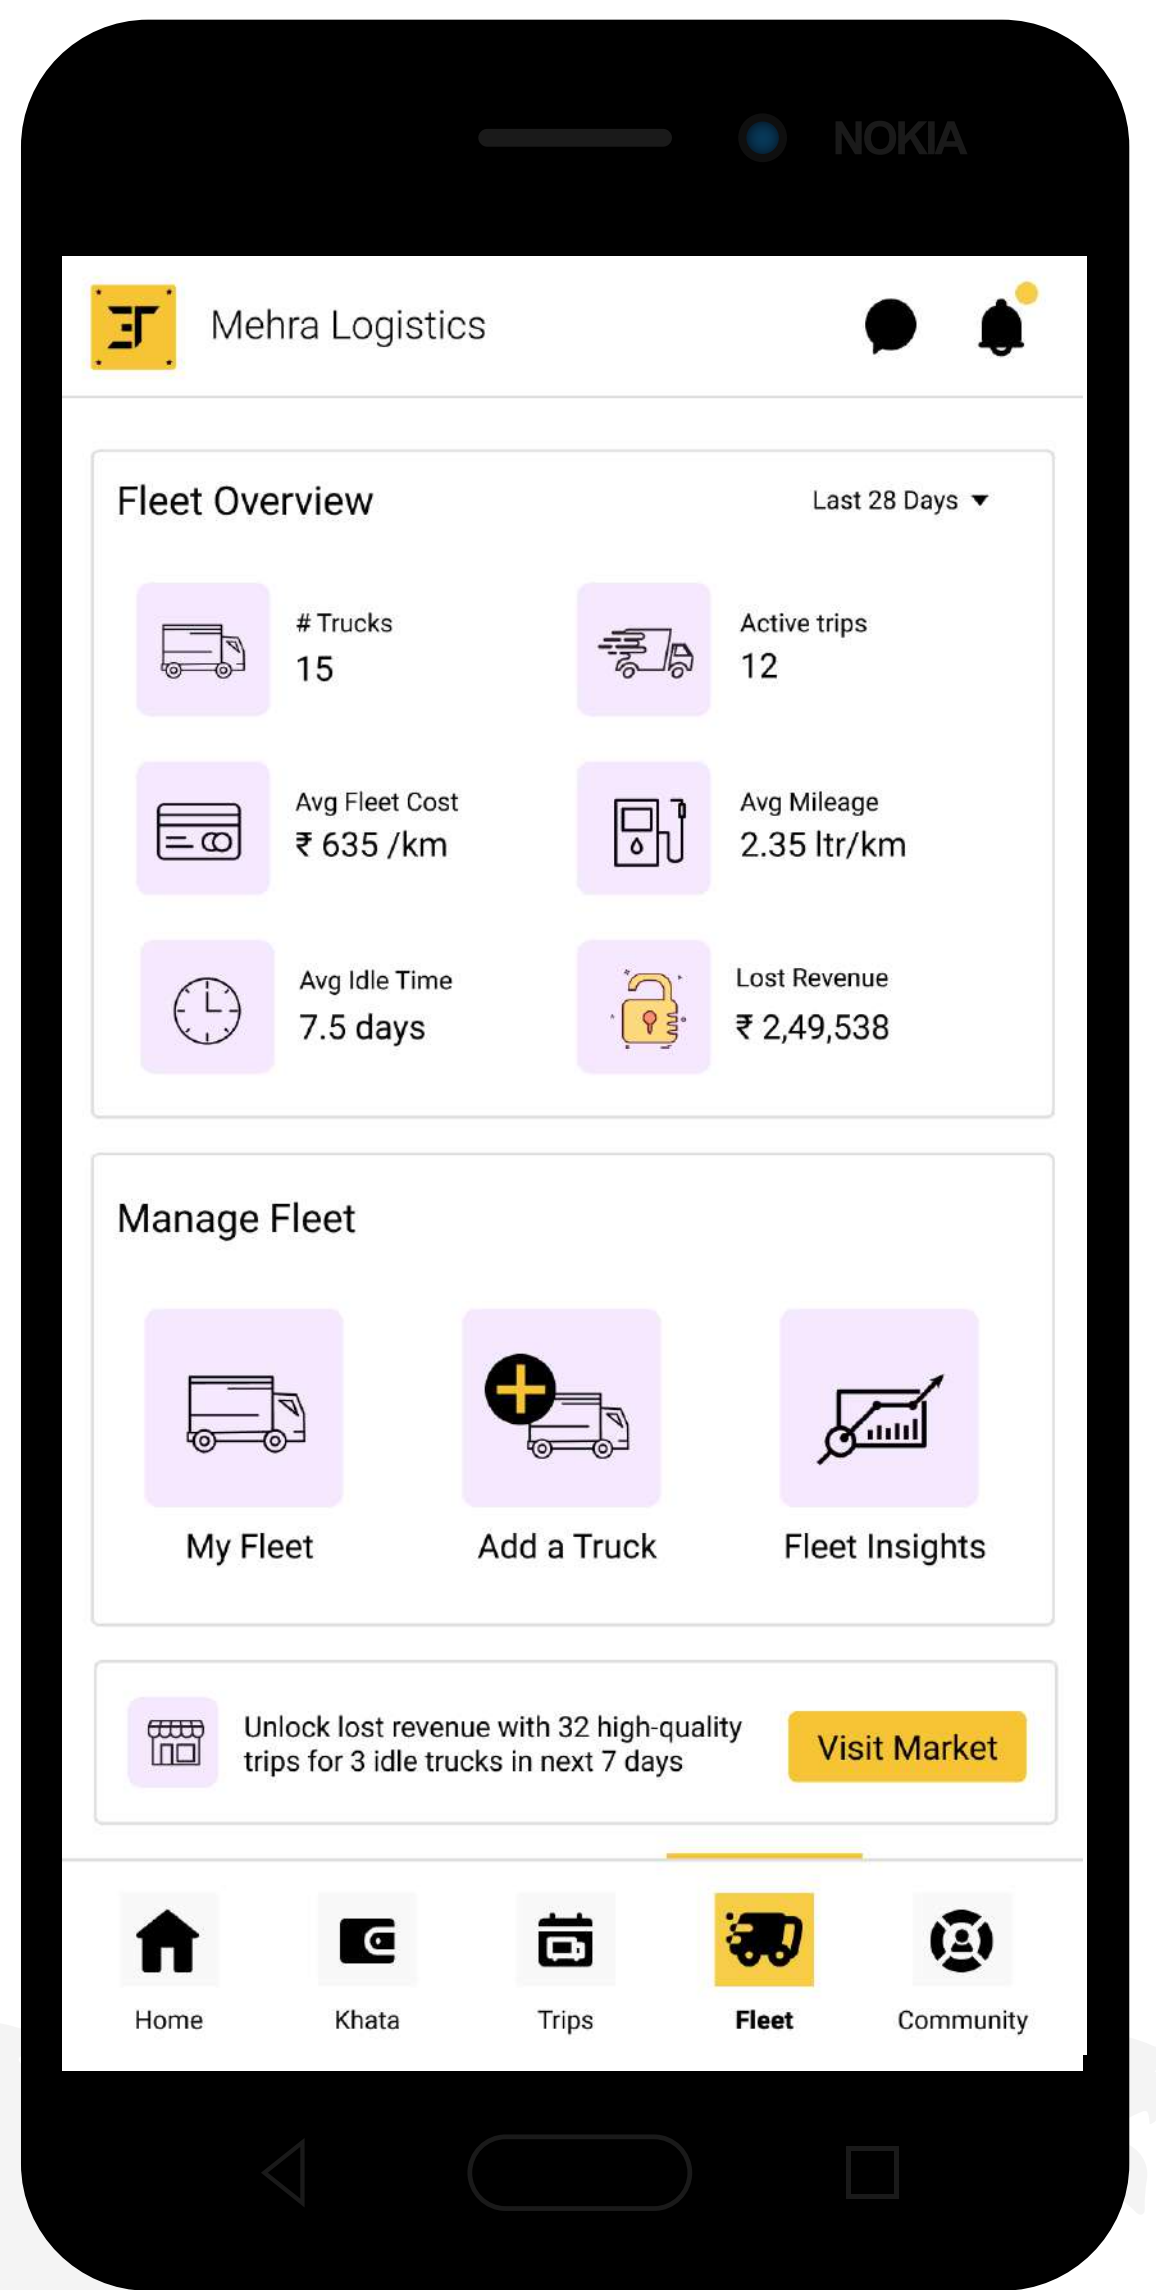 NOKIA
Mehra Logistics
Fleet Overview
Last 28 Days
# Trucks
15
Active trips
12
Avg Fleet Cost
₹ 635 /km
Avg Mileage
2.35 ltr/km
Avg Idle Time
7.5 days
Lost Revenue
₹ 2,49,538
Manage Fleet
My Fleet
Add a Truck
Fleet Insights
Unlock lost revenue with 32 high-quality
trips for 3 idle trucks in next 7 days
Visit Market
Home
Khata
Trips
Fleet
Community